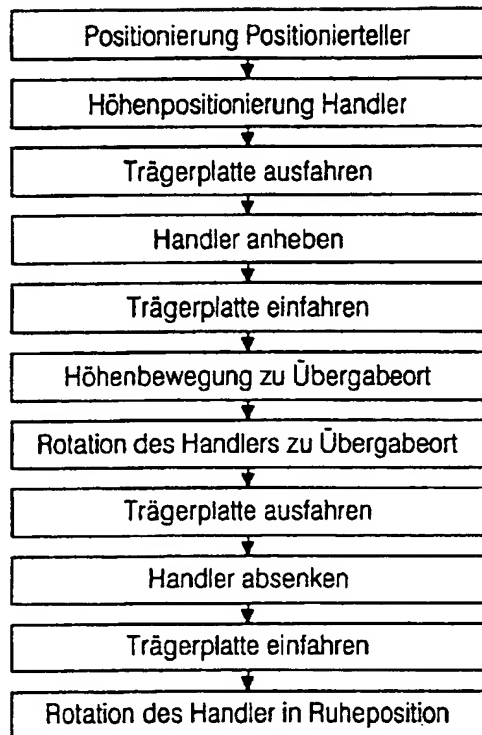 Positionierung Positionierteller
Höhenpositionierung Handler
Trägerplatte ausfahren
Handler anheben
Trägerplatte einfahren
Höhenbewegung zu Übergabeort
Rotation des Handlers zu Übergabeort
Trägerplatte ausfahren
Handler absenken
Trägerplatte einfahren
Rotation des Handler in Ruheposition